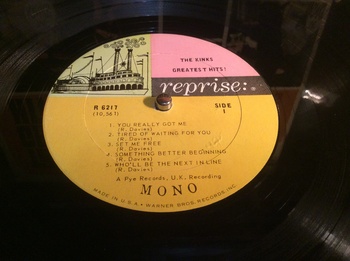 THE KINKS
GREATEST HITS!
reprise:
R 6217
(10,561)
SIDE
1
1. YOU REALLY GOT ME
(R. Davies)
2. TIRED OF WAITING FOR YOU
(R. Davies)
3. SET ME FREE
(R. Davies)
4. SOMETHING BETTER BEGINNING
(R. Davies)
5. WHO'LL BE THE NEXT IN LINE
(R. Davies)
A Pye Records, U.K. Recording
MONO
MADE IN U.S.A. • WARNER BROS. RECORDS, INC.